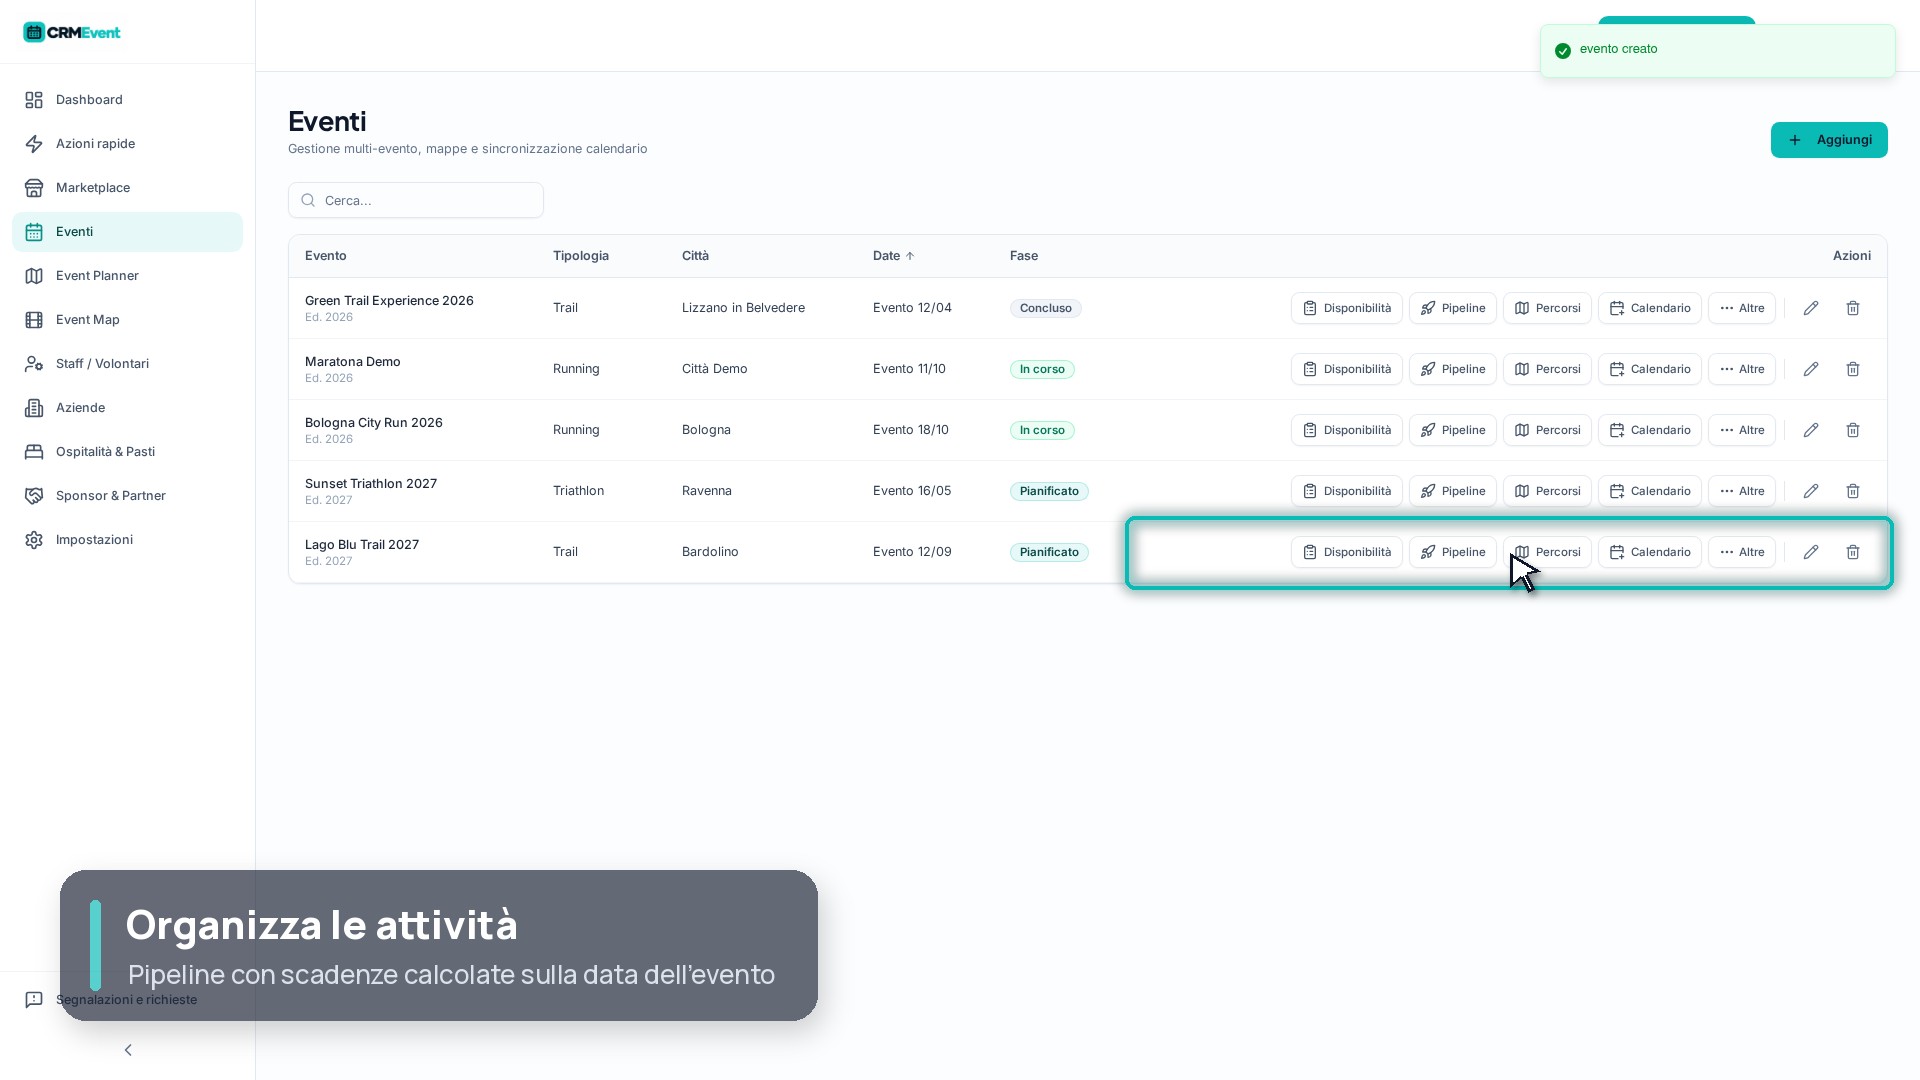 CRMEvent
evento creato
Dashboard
Azioni rapide
Marketplace
Eventi
Event Planner
Event Map
Staff / Volontari
Aziende
Ospitalità & Pasti
Sponsor & Partner
Impostazioni
Segnalazioni e richieste
Eventi
Gestione multi-evento, mappe e sincronizzazione calendario
Aggiungi
Cerca...
Evento Tipologia Città Date Fase Azioni
Green Trail Experience 2026 Trail Lizzano in Belvedere Evento 12/04 Concluso Disponibilità Pipeline Percorsi Calendario Altre
Ed. 2026
Maratona Demo Running Città Demo Evento 11/10 In corso Disponibilità Pipeline Percorsi Calendario Altre
Ed. 2026
Bologna City Run 2026 Running Bologna Evento 18/10 In corso Disponibilità Pipeline Percorsi Calendario Altre
Ed. 2026
Sunset Triathlon 2027 Triathlon Ravenna Evento 16/05 Pianificato Disponibilità Pipeline Percorsi Calendario Altre
Ed. 2027
Lago Blu Trail 2027 Trail Bardolino Evento 12/09 Pianificato Disponibilità Pipeline Percorsi Calendario Altre
Ed. 2027
Organizza le attività
Pipeline con scadenze calcolate sulla data dell'evento